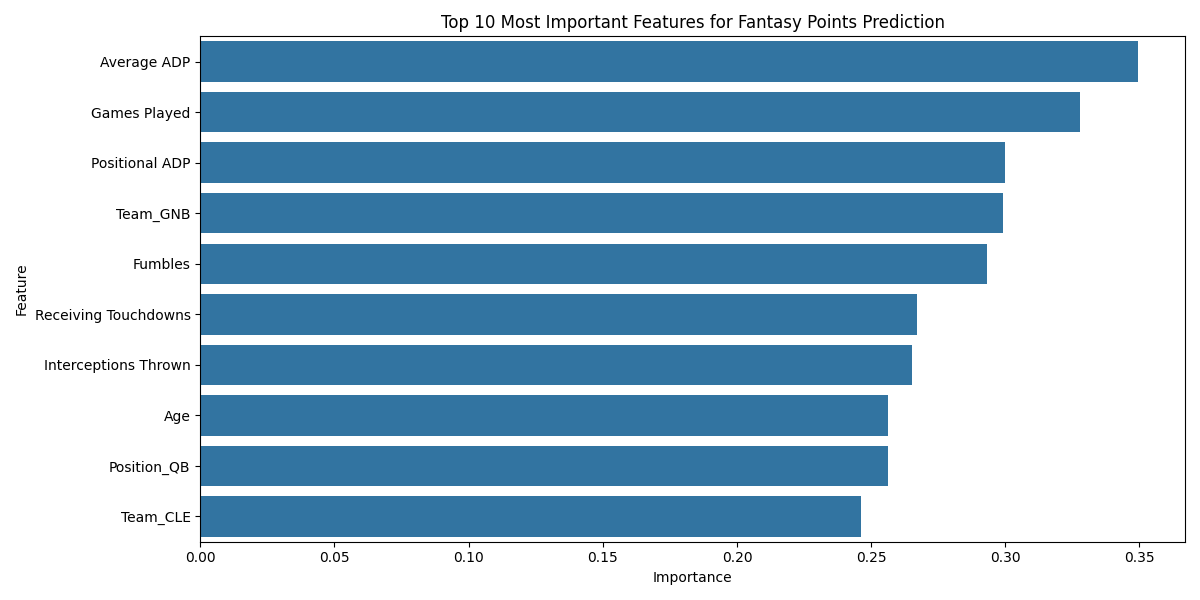 Top 10 Most Important Features for Fantasy Points Prediction
Feature
Average ADP
Games Played
Positional ADP
Team_GNB
Fumbles
Receiving Touchdowns
Interceptions Thrown
Age
Position_QB
Team_CLE
0.00 0.05 0.10 0.15 0.20 0.25 0.30 0.35
Importance